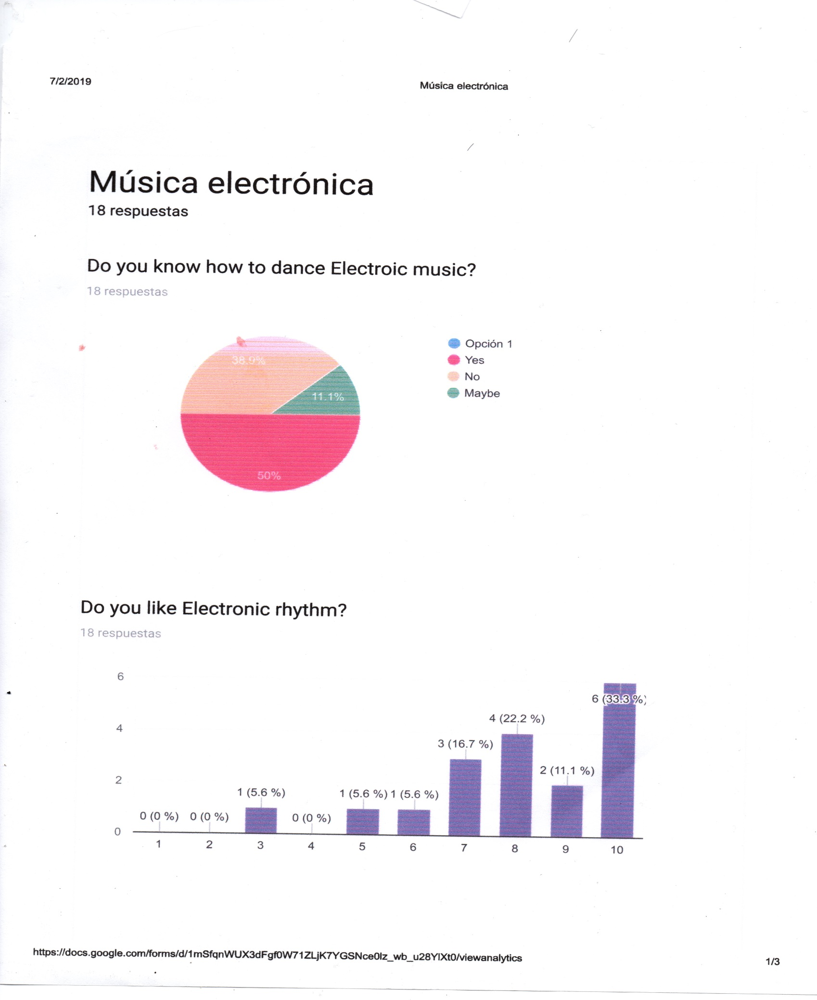 7/2/2019
Música electrónica
Música electrónica
18 respuestas
Do you know how to dance Electroic music?
18 respuestas
38.9%
11.1%
50%
Opción 1
Yes
No
Maybe
Do you like Electronic rhythm?
18 respuestas
6
4
2
0
0 (0 %)
0 (0 %)
1 (5.6 %)
0 (0 %)
1 (5.6 %)
1 (5.6 %)
3 (16.7 %)
4 (22.2 %)
2 (11.1 %)
6 (33.3 %)
1 2 3 4 5 6 7 8 9 10
https://docs.google.com/forms/d/1mSfqnWUX3dFgf0W71ZLjK7YGSNce0lz_wb_u28YlXt0/viewanalytics
1/3